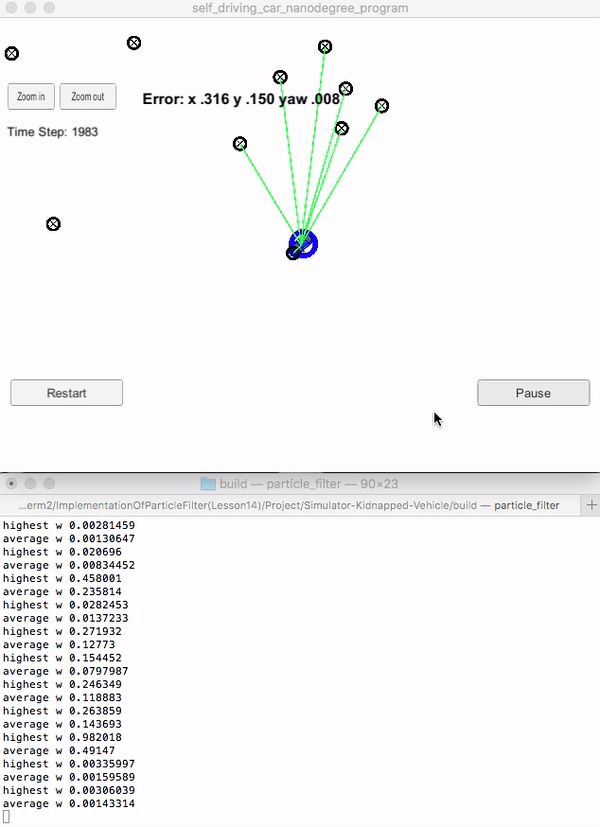 self_driving_car_nanodegree_program
Zoom in
Zoom out
Error: x .316 y .150 yaw .008
Time Step: 1983
Restart
Pause
build — particle_filter — 90×23
...erm2/ImplementationOfParticleFilter(Lesson14)/Project/Simulator-Kidnapped-Vehicle/build — particle_filter
highest w 0.00281459
average w 0.00130647
highest w 0.020696
average w 0.00834452
highest w 0.458001
average w 0.235814
highest w 0.0282453
average w 0.0137233
highest w 0.271932
average w 0.12773
highest w 0.154452
average w 0.0797987
highest w 0.246349
average w 0.118883
highest w 0.263859
average w 0.143693
highest w 0.982018
average w 0.49147
highest w 0.00335997
average w 0.00159589
highest w 0.00306039
average w 0.00143314